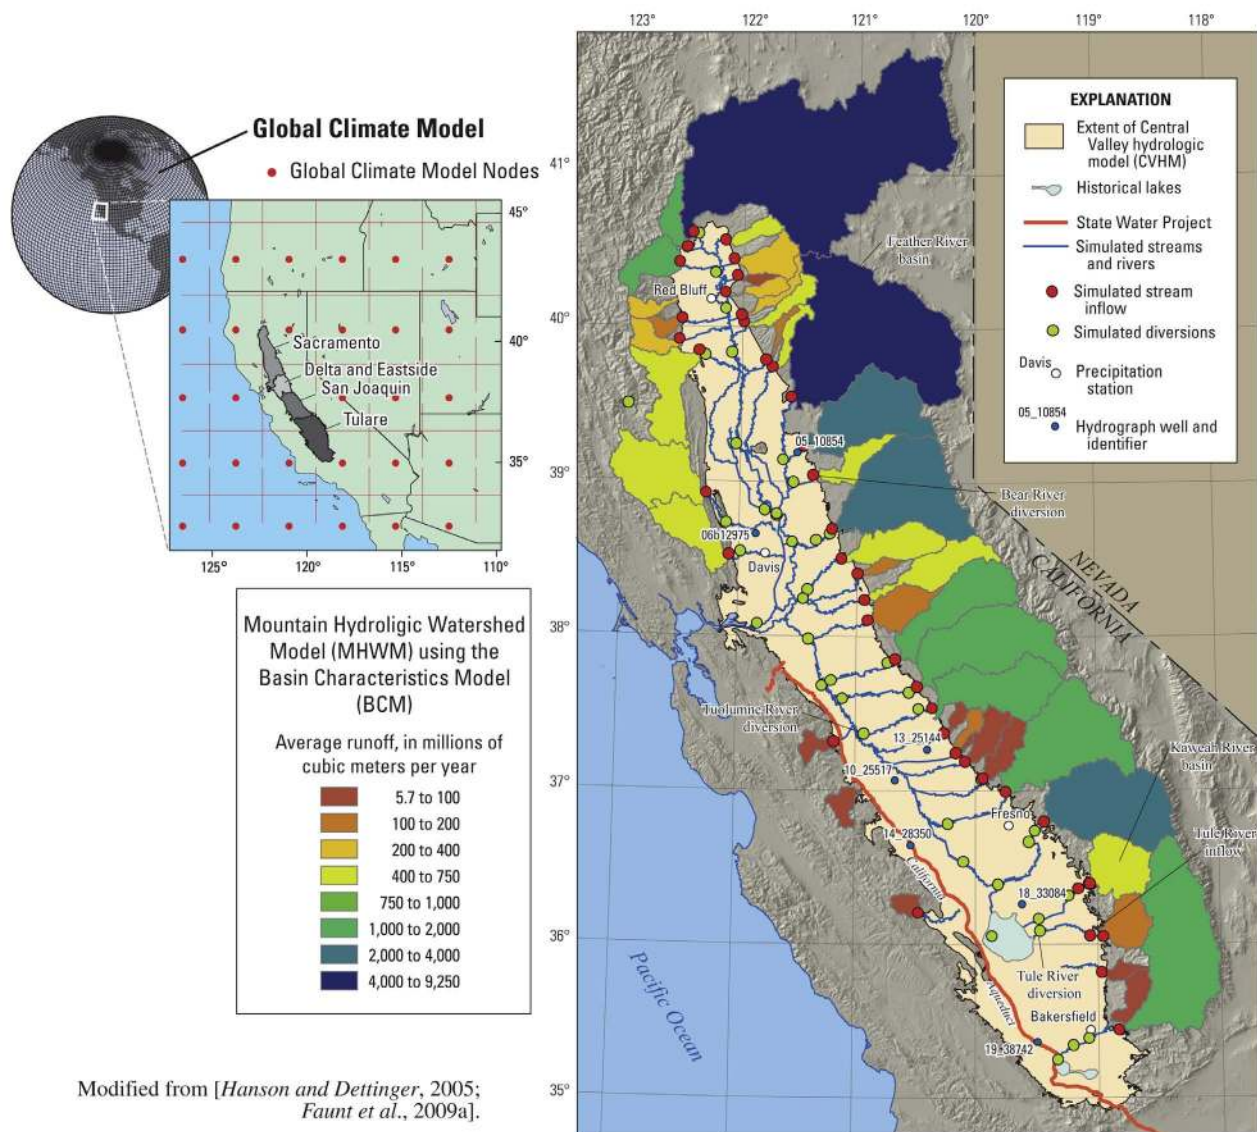 Global Climate Model
Global Climate Model Nodes
45°
40°
35°
Sacramento
Delta and Eastside
San Joaquin
Tulare
125°
120°
115°
110°
Mountain Hydroligic Watershed
Model (MHWM) using the
Basin Characteristics Model
(BCM)
Average runoff, in millions of
cubic meters per year
5.7 to 100
100 to 200
200 to 400
400 to 750
750 to 1,000
1,000 to 2,000
2,000 to 4,000
4,000 to 9,250
Modified from [Hanson and Dettinger, 2005;
Faunt et al., 2009a].
123°
122°
121°
120°
119°
118°
41°
40°
39°
38°
37°
36°
35°
EXPLANATION
Extent of Central
Valley hydrologic
model (CVHM)
Historical lakes
State Water Project
Simulated streams
and rivers
Simulated stream
inflow
Simulated diversions
Davis
Precipitation
station
05_10854
Hydrograph well and
identifier
Feather River
basin
Red Bluff
05_10854
Bear River
diversion
06b12975
Davis
NEVADA
CALIFORNIA
Tuolumne River
diversion
13_25144
10_25517
Kaweah River
basin
Fresno
14_28350
Tule River
inflow
California
18_33084
Pacific Ocean
Tule River
diversion
Aqueduct
Bakersfield
19_38742